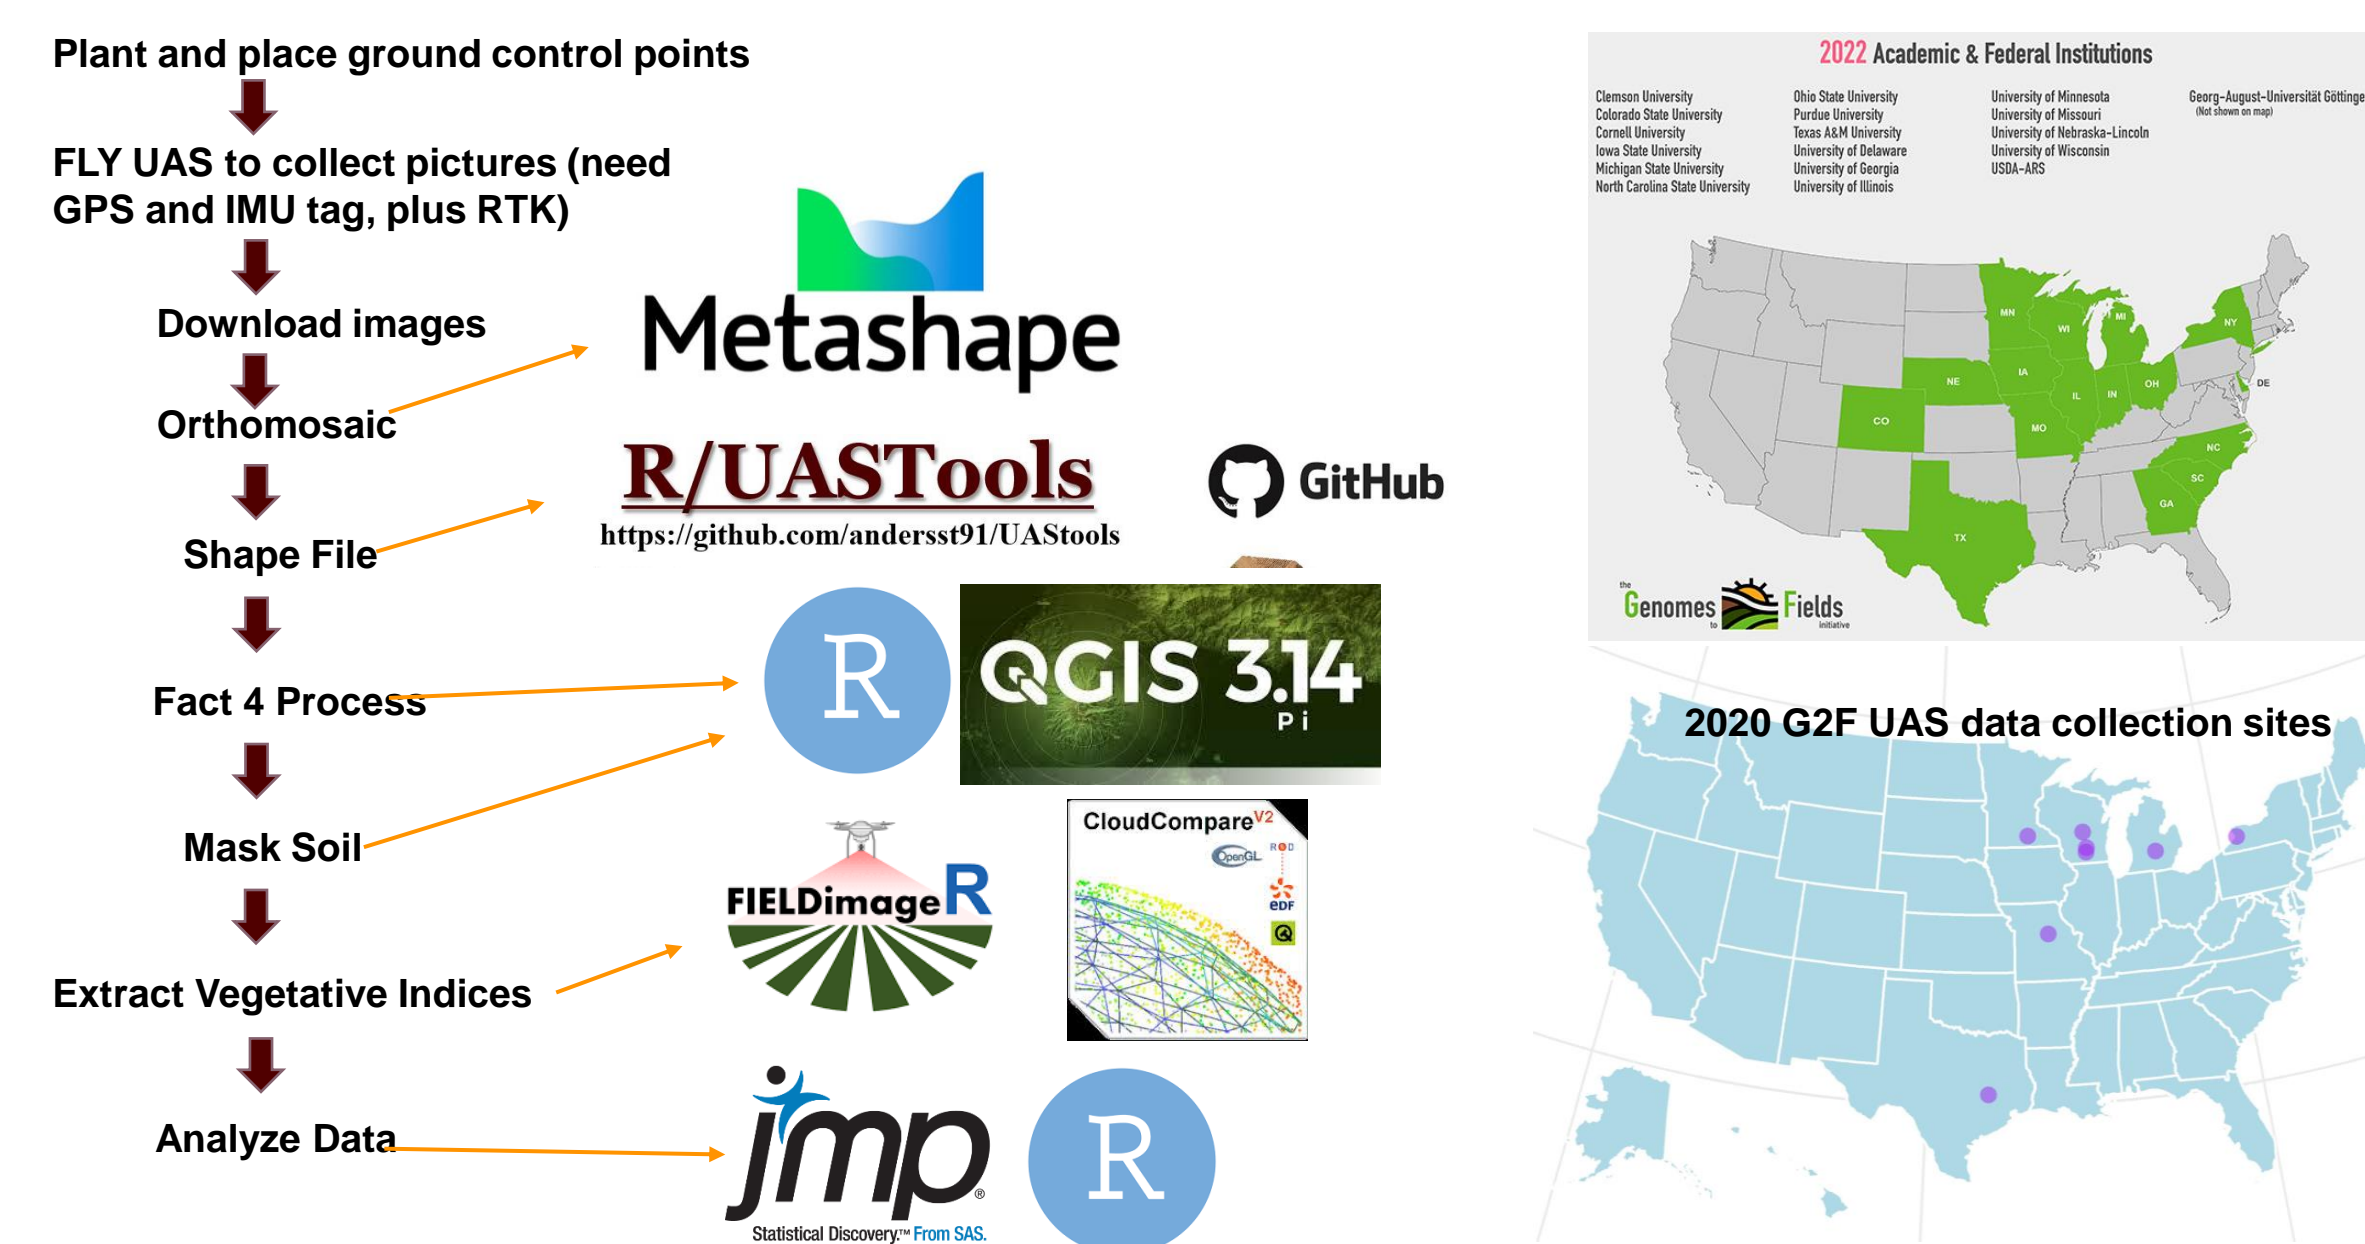 Plant and place ground control points
FLY UAS to collect pictures (need
GPS and IMU tag, plus RTK)
Download images
Orthomosaic
Shape File
Fact 4 Process
Mask Soil
Extract Vegetative Indices
Analyze Data
Metashape
R/UASTools
https://github.com/andersst91/UAStools
GitHub
R
QGIS 3.14
Pi
FIELDimageR
CloudCompare V2
OpenGL
R&D
eDF
jmp
®
Statistical Discovery.™ From SAS.
R
2022 Academic & Federal Institutions
Clemson University
Colorado State University
Cornell University
Iowa State University
Michigan State University
North Carolina State University
Ohio State University
Purdue University
Texas A&M University
University of Delaware
University of Georgia
University of Illinois
University of Minnesota
University of Missouri
University of Nebraska-Lincoln
University of Wisconsin
USDA-ARS
Georg-August-Universität Göttinge
(Not shown on map)
MN
WI
MI
NY
NE
IA
IL
IN
OH
DE
CO
MO
NC
SC
GA
TX
the
Genomes
to
Fields
initiative
2020 G2F UAS data collection sites